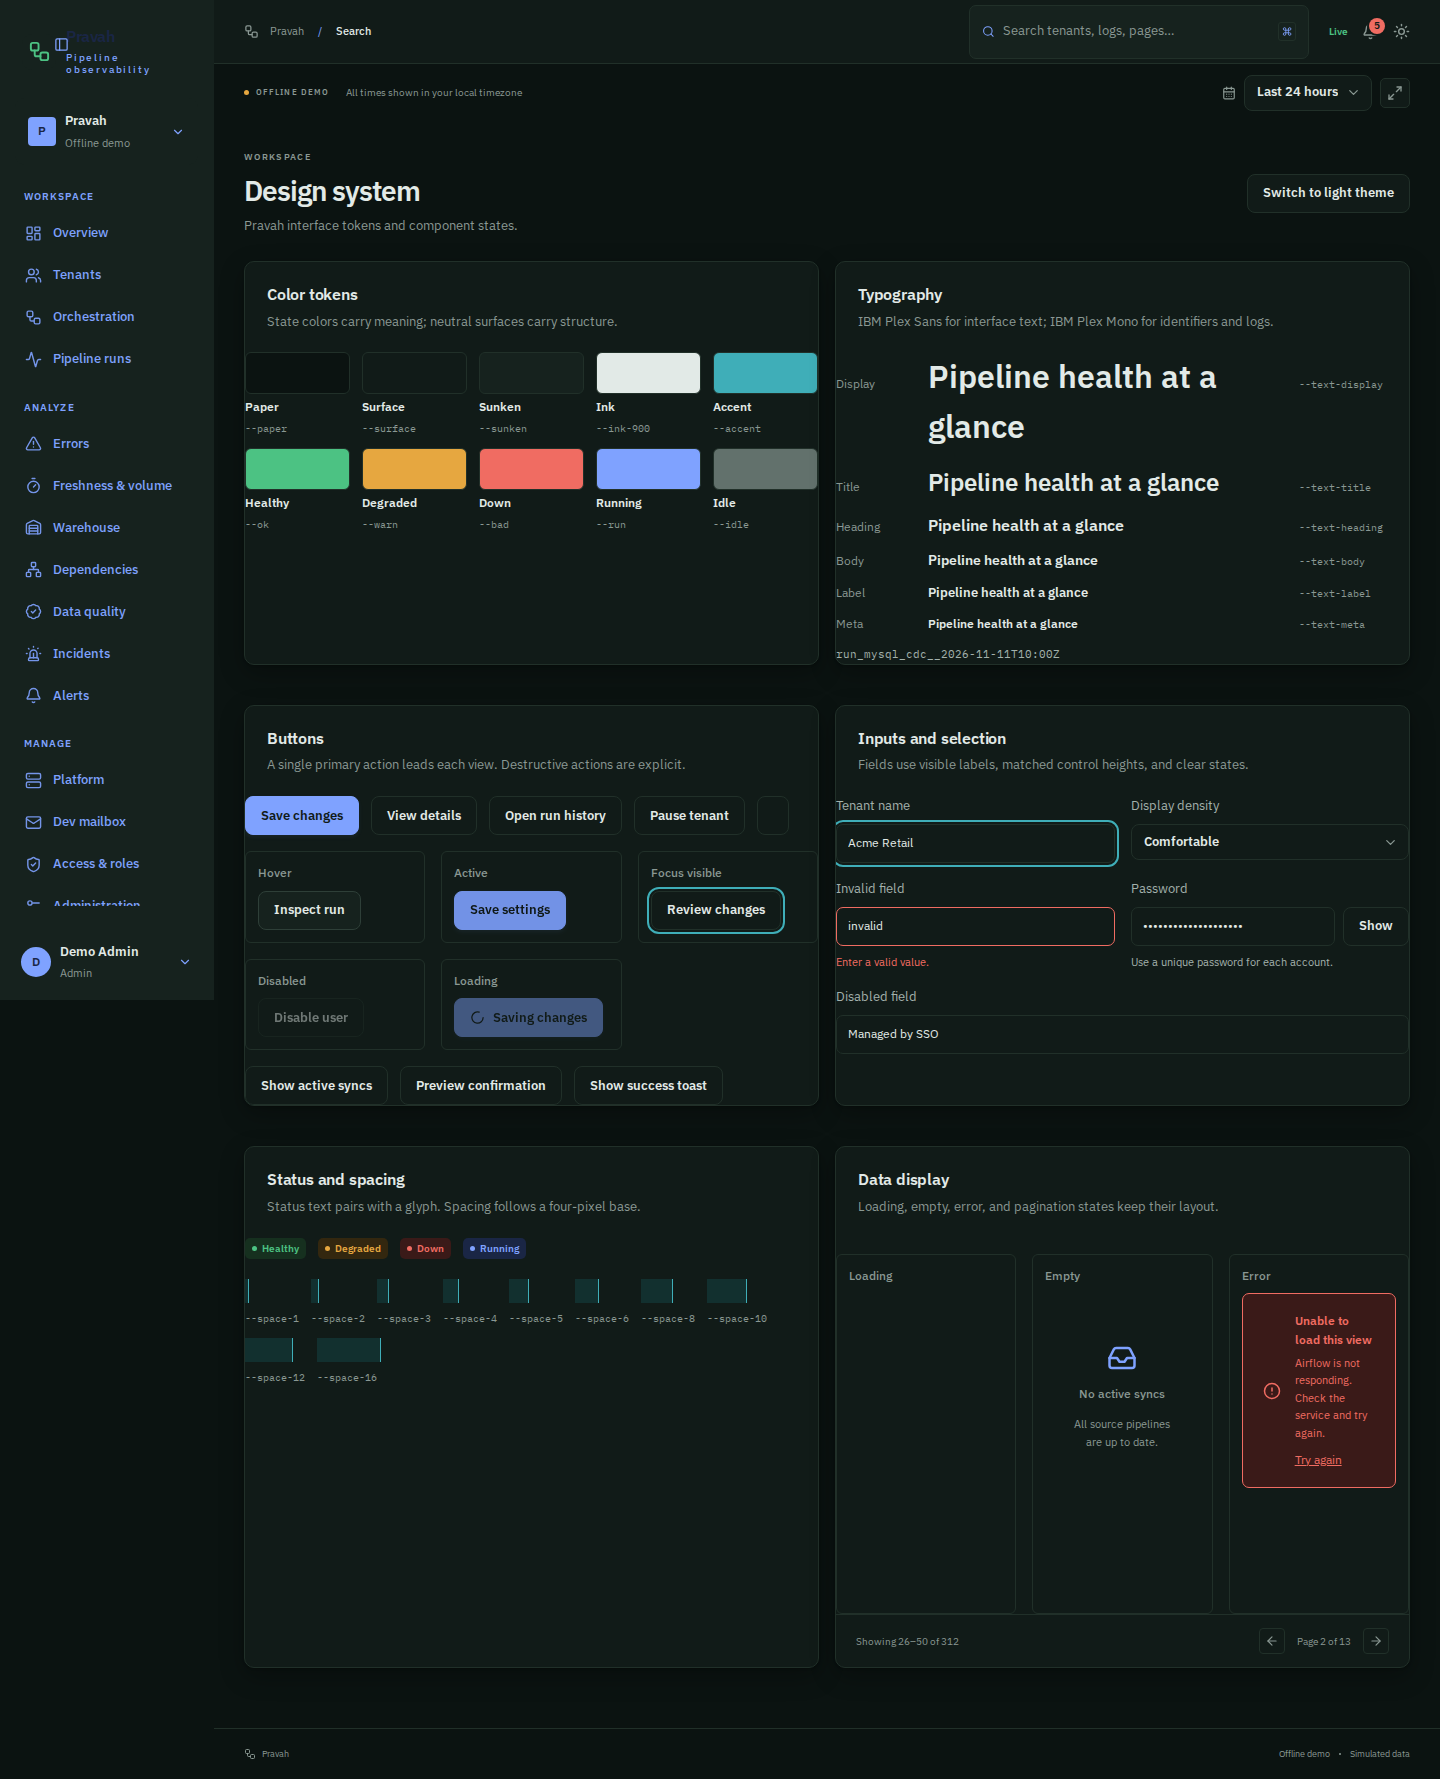 Pravah
Pipeline
observability
P
Pravah
Offline demo
WORKSPACE
Overview
Tenants
Orchestration
Pipeline runs
ANALYZE
Errors
Freshness & volume
Warehouse
Dependencies
Data quality
Incidents
Alerts
MANAGE
Platform
Dev mailbox
Access & roles
Administration
D
Demo Admin
Admin
Pravah / Search
Search tenants, logs, pages...
⌘
Live
5
OFFLINE DEMO
All times shown in your local timezone
Last 24 hours
WORKSPACE
Design system
Pravah interface tokens and component states.
Switch to light theme
Color tokens
State colors carry meaning; neutral surfaces carry structure.
Paper
--paper
Surface
--surface
Sunken
--sunken
Ink
--ink-900
Accent
--accent
Healthy
--ok
Degraded
--warn
Down
--bad
Running
--run
Idle
--idle
Typography
IBM Plex Sans for interface text; IBM Plex Mono for identifiers and logs.
Display
Pipeline health at a
glance
--text-display
Title
Pipeline health at a glance
--text-title
Heading
Pipeline health at a glance
--text-heading
Body
Pipeline health at a glance
--text-body
Label
Pipeline health at a glance
--text-label
Meta
Pipeline health at a glance
--text-meta
run_mysql_cdc__2026-11-11T10:00Z
Buttons
A single primary action leads each view. Destructive actions are explicit.
Save changes
View details
Open run history
Pause tenant
Hover
Inspect run
Active
Save settings
Focus visible
Review changes
Disabled
Disable user
Loading
Saving changes
Show active syncs
Preview confirmation
Show success toast
Inputs and selection
Fields use visible labels, matched control heights, and clear states.
Tenant name
Acme Retail
Display density
Comfortable
Invalid field
invalid
Enter a valid value.
Password
••••••••••••••••••••
Show
Use a unique password for each account.
Disabled field
Managed by SSO
Status and spacing
Status text pairs with a glyph. Spacing follows a four-pixel base.
Healthy
Degraded
Down
Running
--space-1
--space-2
--space-3
--space-4
--space-5
--space-6
--space-8
--space-10
--space-12
--space-16
Data display
Loading, empty, error, and pagination states keep their layout.
Loading
Empty
No active syncs
All source pipelines
are up to date.
Error
Unable to
load this view
Airflow is not
responding.
Check the
service and try
again.
Try again
Showing 26–50 of 312
Page 2 of 13
Pravah
Offline demo • Simulated data